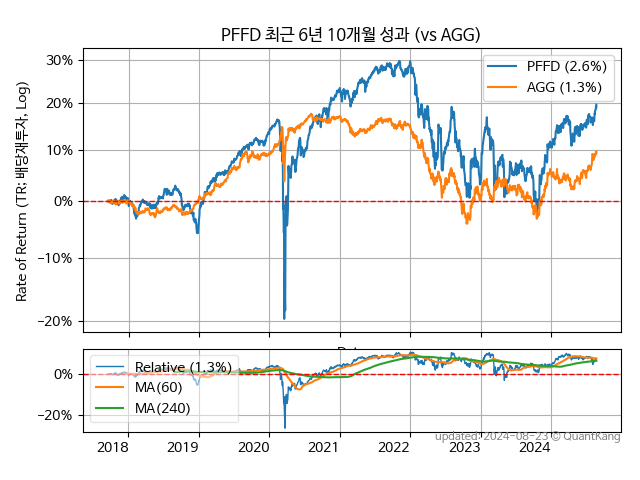 PFFD 최근 6년 10개월 성과 (vs AGG)
Rate of Return (TR: 배당재투자, Log)
30%
20%
10%
0%
−10%
−20%
PFFD (2.6%)
AGG (1.3%)
0%
−20%
Relative (1.3%)
MA(60)
MA(240)
2018
2019
2020
2021
2022
2023
2024
updated: 2024-08-23 © QuantKang